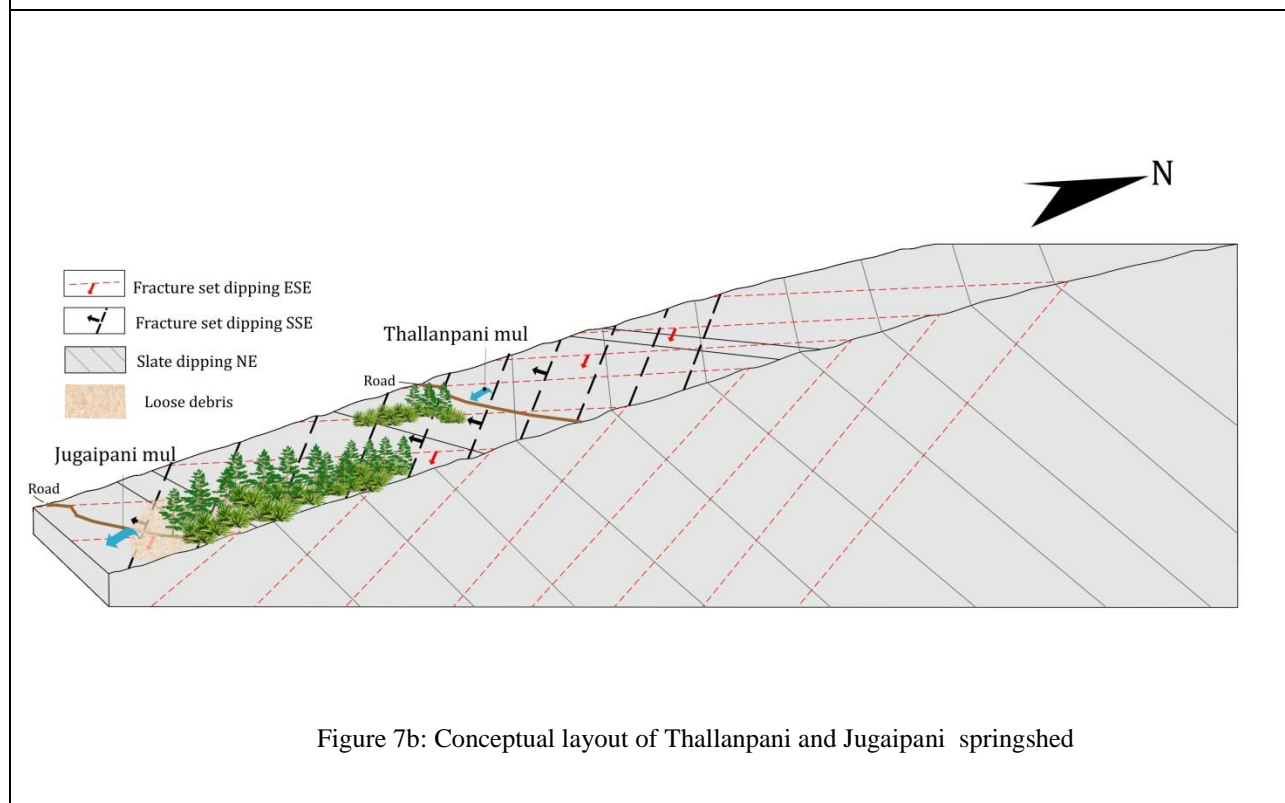 N
Fracture set dipping ESE
Fracture set dipping SSE
Slate dipping NE
Loose debris
Thallanpani mul
Road
Jugaipani mul
Road
Figure 7b: Conceptual layout of Thallanpani and Jugaipani springshed